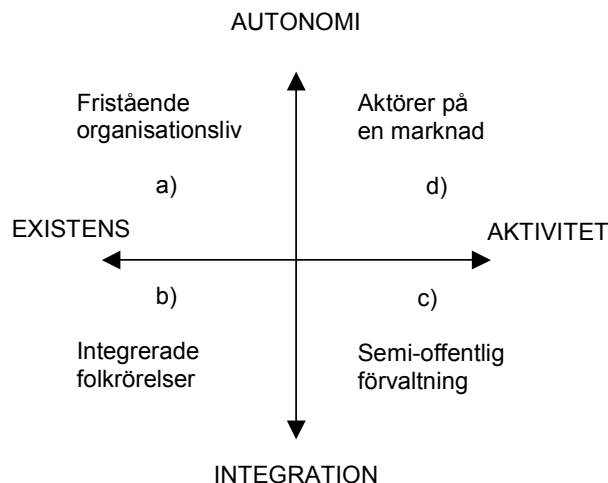 AUTONOMI
Fristående
organisationsliv
Aktörer på
en marknad
a)
d)
EXISTENS
AKTIVITET
b)
c)
Integrerade
folkrörelser
Semi-offentlig
förvaltning
INTEGRATION